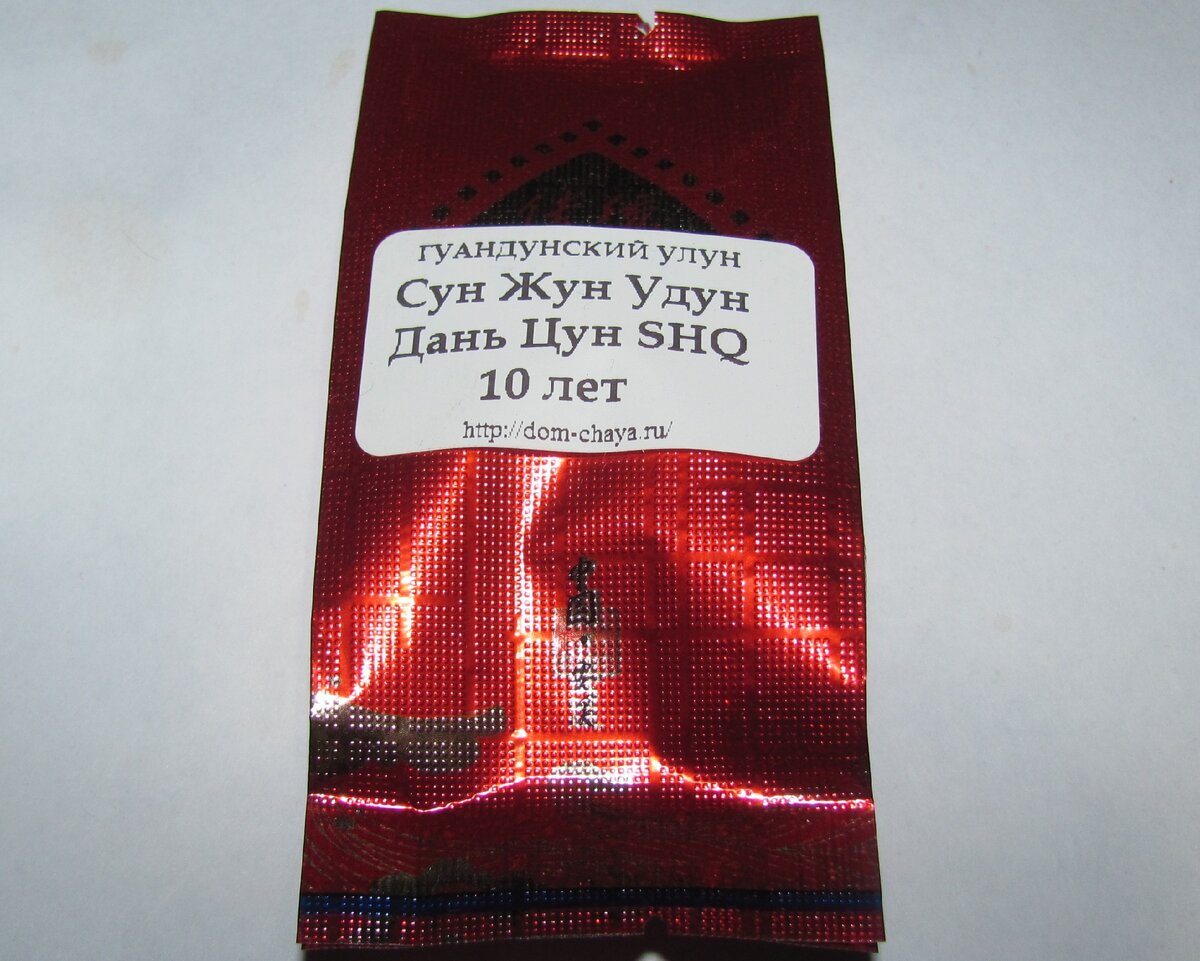 ГУАНДУНСКИЙ УЛУН
Сун Жун Удун
Дань Цун SHQ
10 лет
http://dom-chaya.ru/